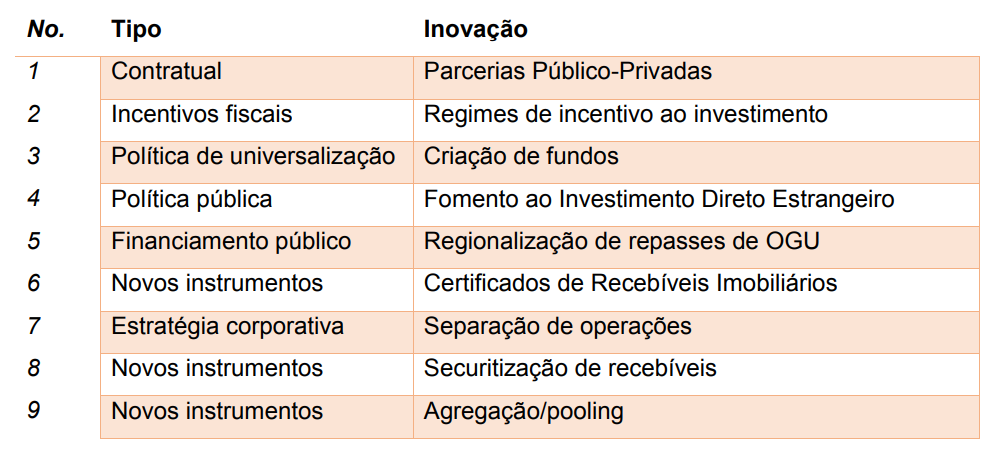 No. Tipo Inovação
1 Contratual Parcerias Público-Privadas
2 Incentivos fiscais Regimes de incentivo ao investimento
3 Política de universalização Criação de fundos
4 Política pública Fomento ao Investimento Direto Estrangeiro
5 Financiamento público Regionalização de repasses de OGU
6 Novos instrumentos Certificados de Recebíveis Imobiliários
7 Estratégia corporativa Separação de operações
8 Novos instrumentos Securitização de recebíveis
9 Novos instrumentos Agregação/pooling